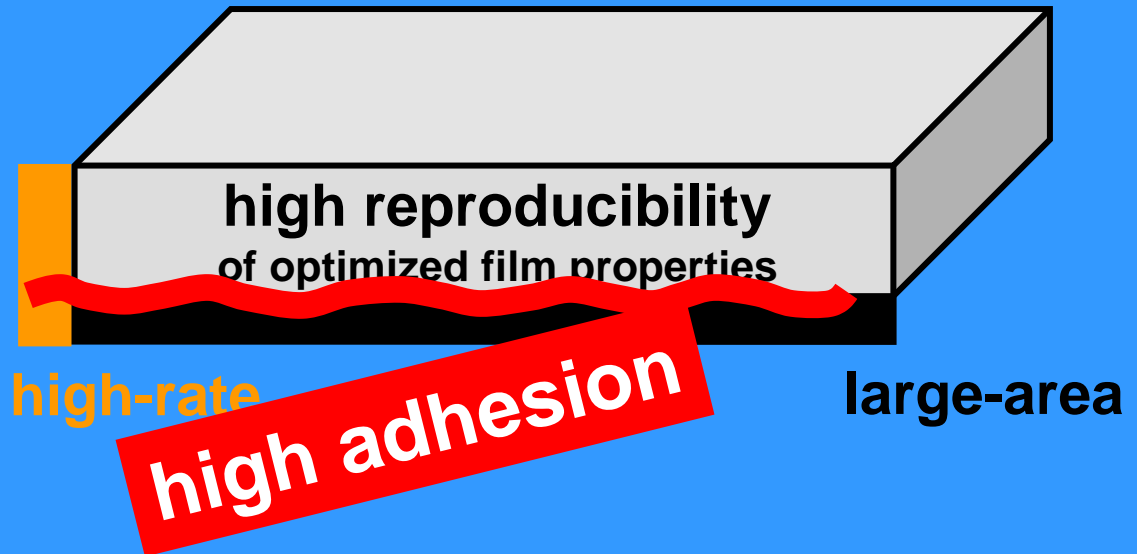 high reproducibility
of optimized film properties
high-rate
large-area
high adhesion